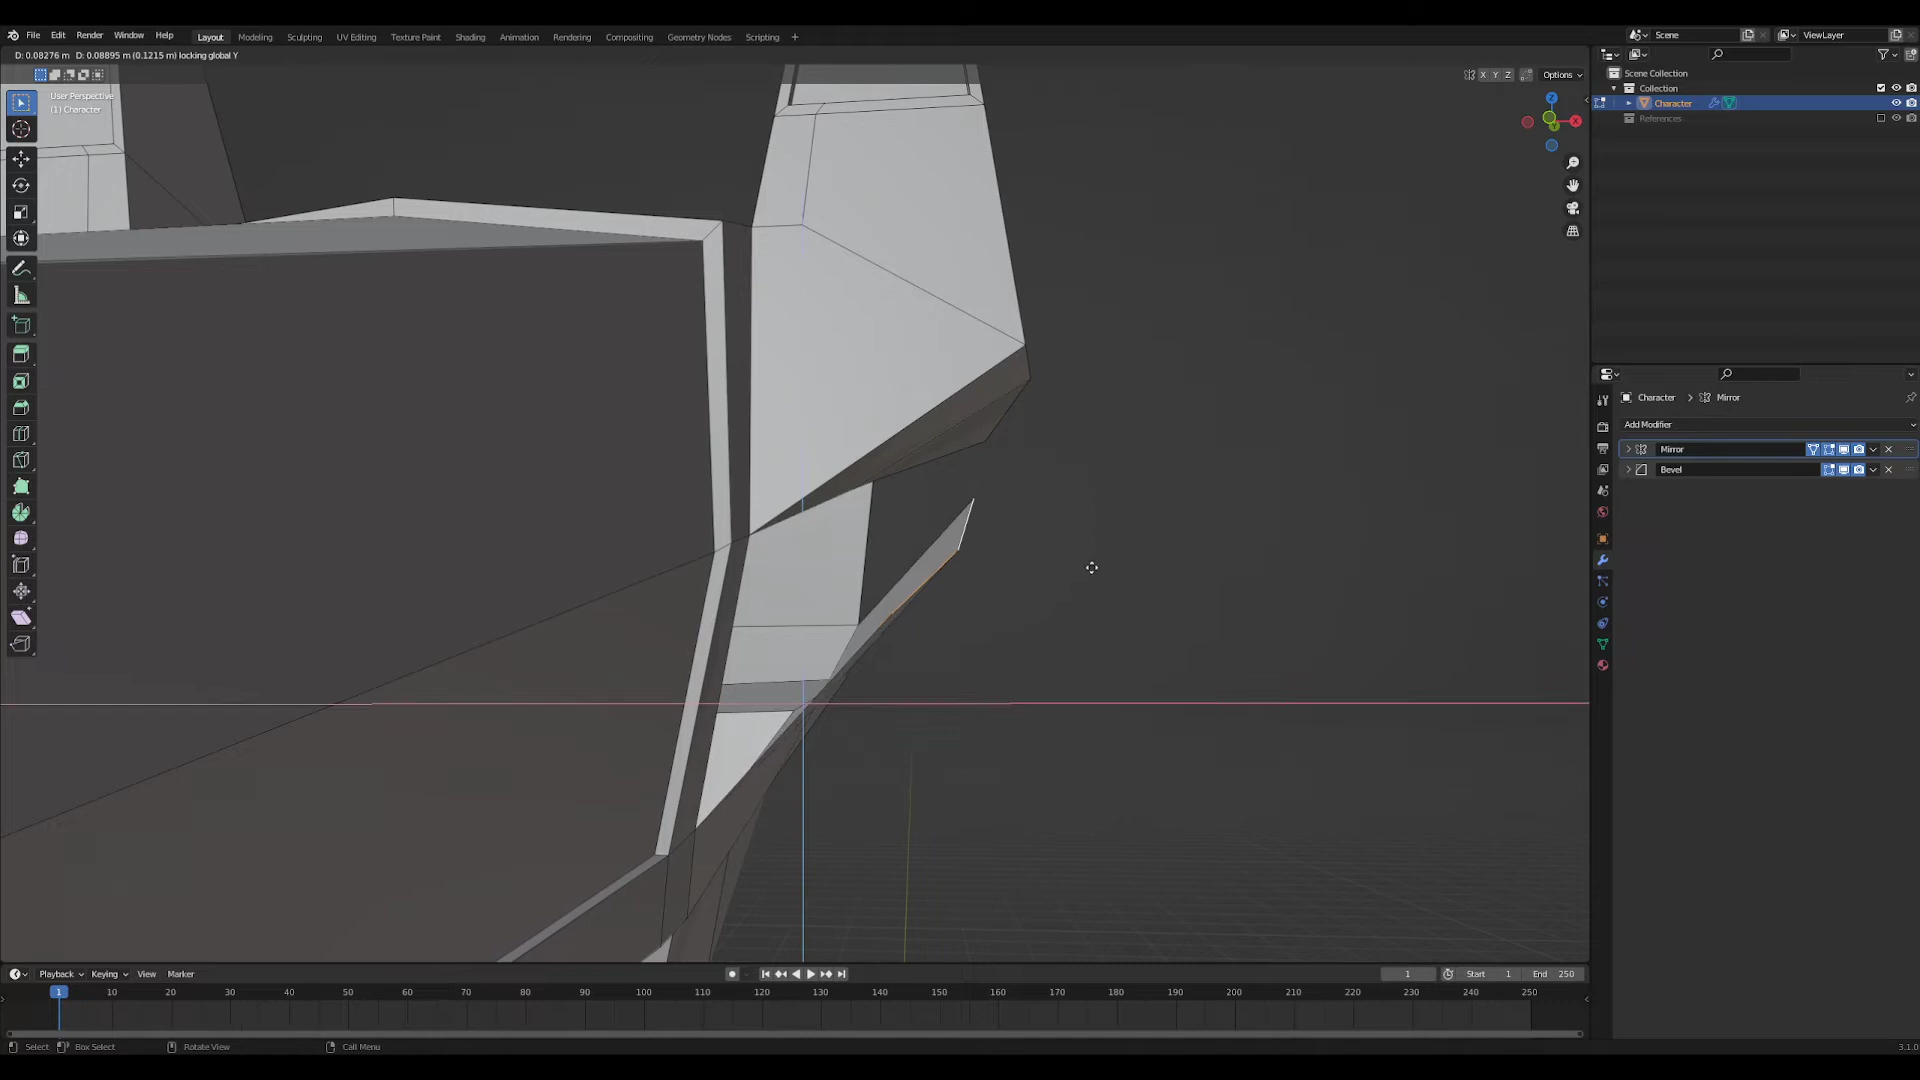 File Edit Render Window Help Layout Modeling Sculpting UV Editing Texture Paint Shading Animation Rendering Compositing Geometry Nodes Scripting + Scene ViewLayer
D: 0.08276 m D: 0.08895 m (0.1215 m) locking global Y
X Y Z Options
User Perspective
(1) Character
Z
X
Y
Scene Collection
Collection
Character
References
Character > Mirror
Add Modifier
Mirror
Bevel
Playback Keying View Marker 1 Start 1 End 250
1 10 20 30 40 50 60 70 80 90 100 110 120 130 140 150 160 170 180 190 200 210 220 230 240 250
Select Box Select Rotate View Call Menu 3.1.0